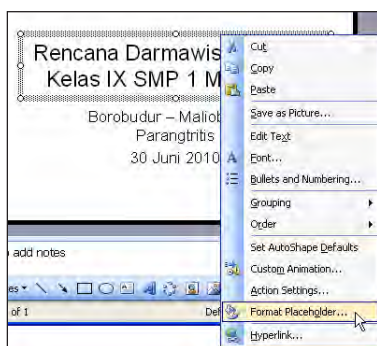 Rencana Darmawis
Kelas IX SMP 1 M
Borobudur – Maliob
Parangtritis
30 Juni 2010
add notes
of 1
Def
Cut
Copy
Paste
Save as Picture...
Edit Text
Font...
Bullets and Numbering...
Grouping
Order
Set AutoShape Defaults
Custom Animation...
Action Settings...
Format Placeholder...
Hyperlink...